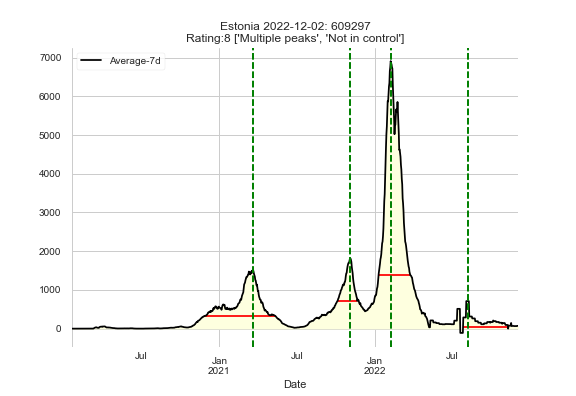 Estonia 2022-12-02: 609297
Rating:8 ['Multiple peaks', 'Not in control']
Average-7d
7000
6000
5000
4000
3000
2000
1000
0
Jul
Jan
2021
Jul
Jan
2022
Jul
Date